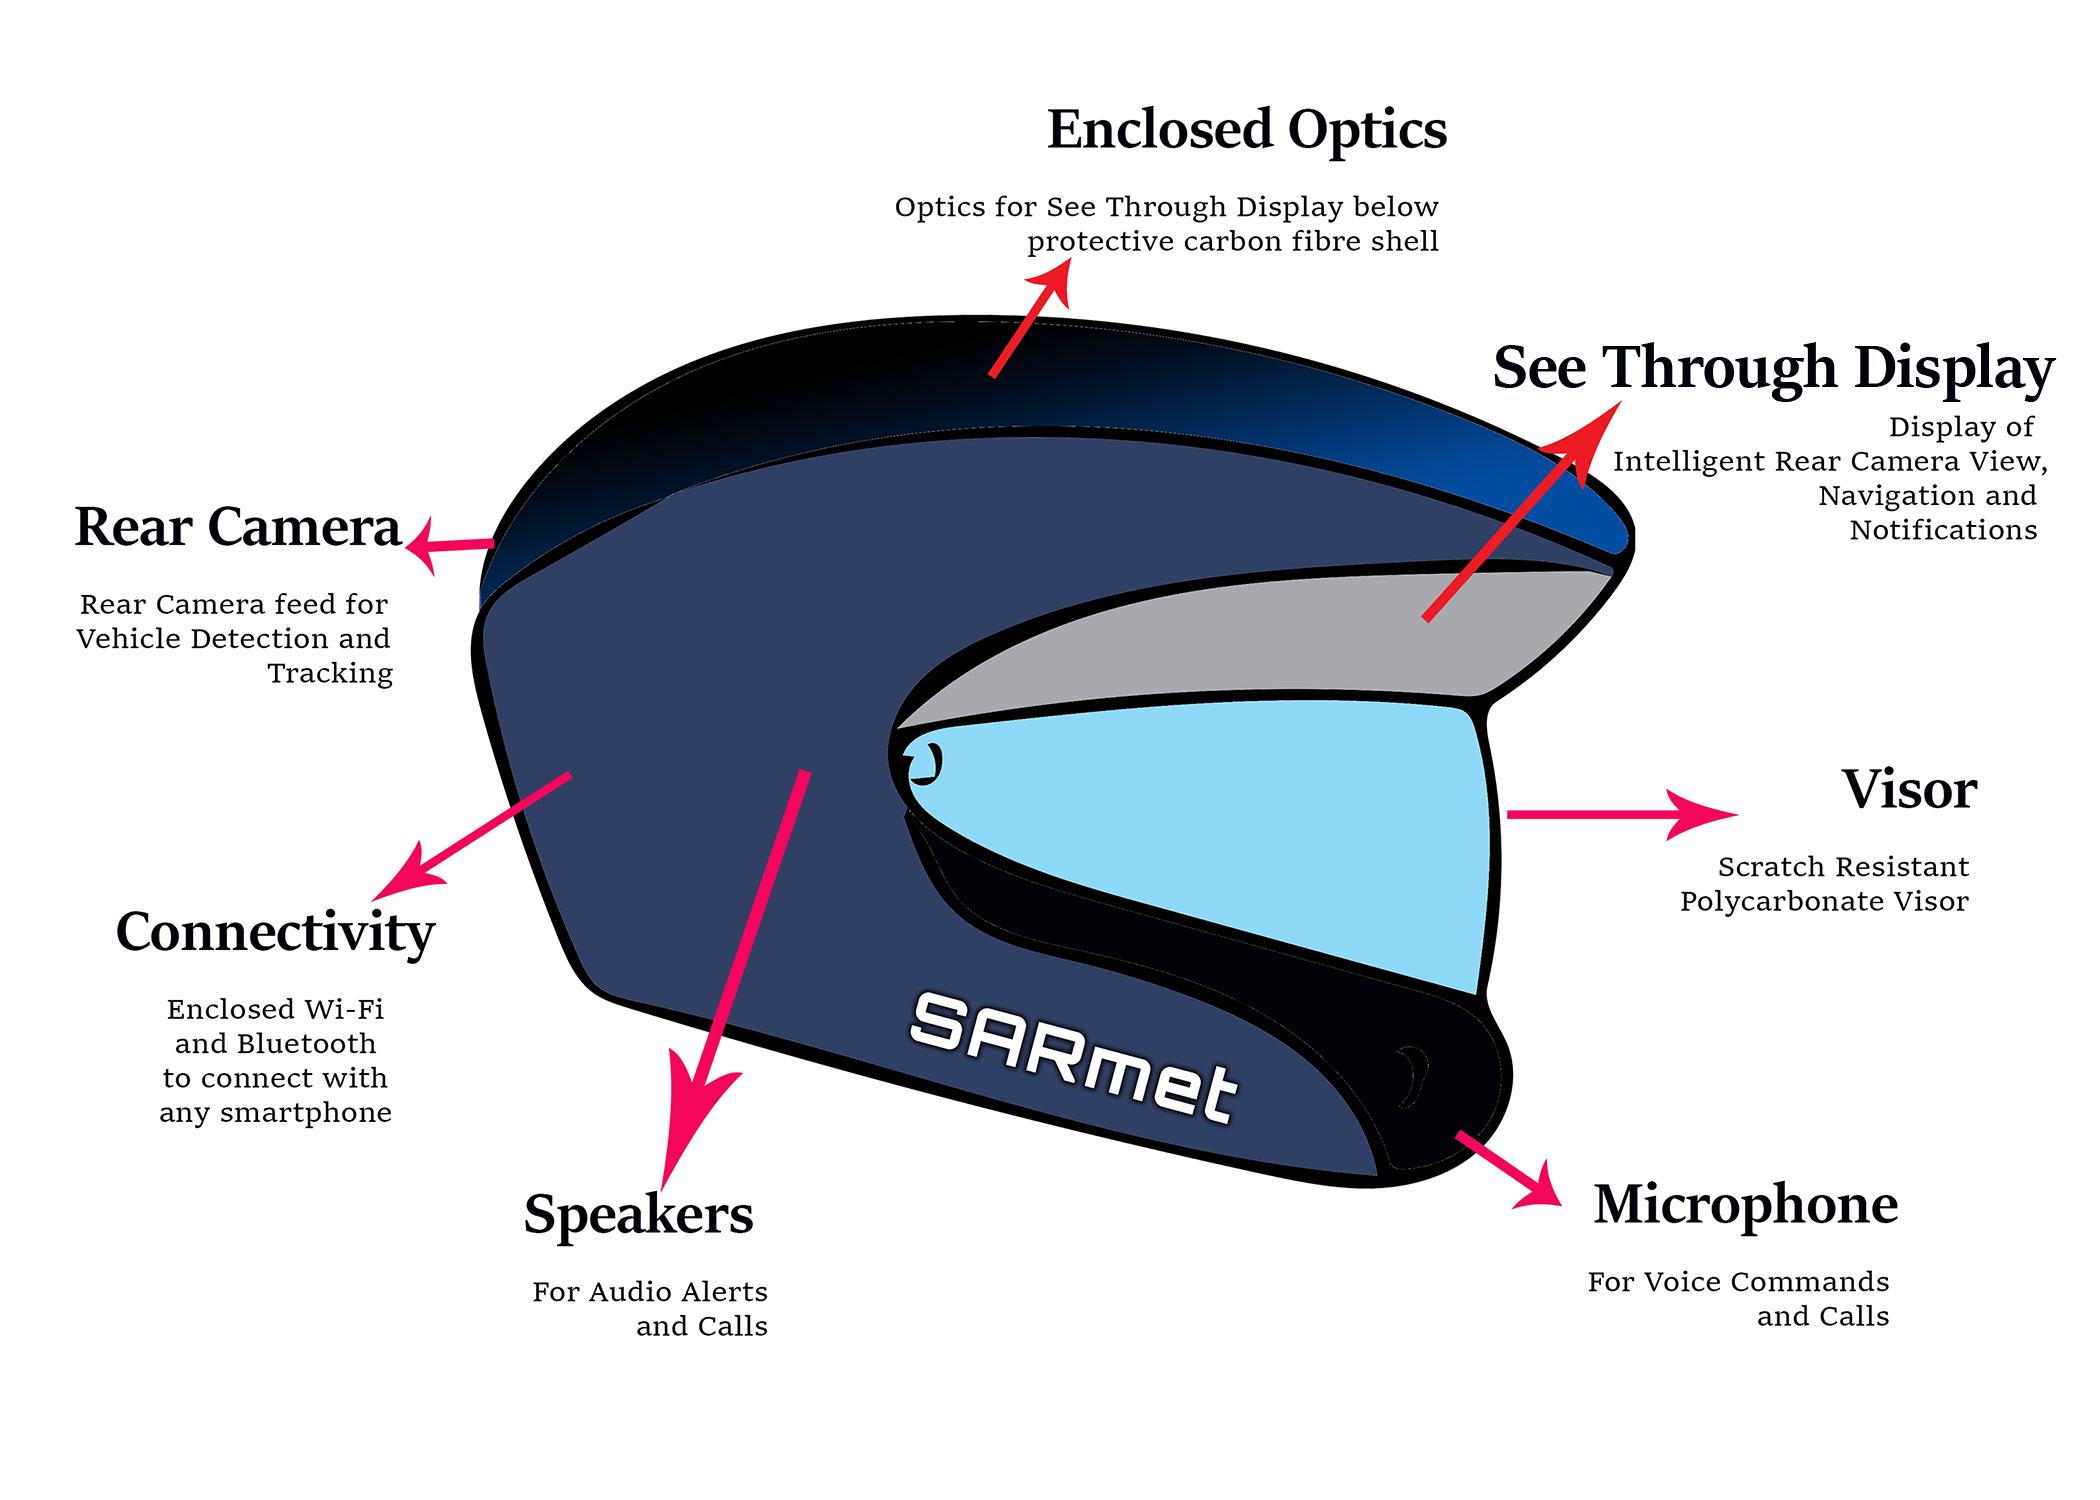 Enclosed Optics
Optics for See Through Display below
protective carbon fibre shell
See Through Display
Display of
Intelligent Rear Camera View,
Navigation and
Notifications
Rear Camera
Rear Camera feed for
Vehicle Detection and
Tracking
Visor
Scratch Resistant
Polycarbonate Visor
Connectivity
Enclosed Wi-Fi
and Bluetooth
to connect with
any smartphone
SARmet
Speakers
For Audio Alerts
and Calls
Microphone
For Voice Commands
and Calls